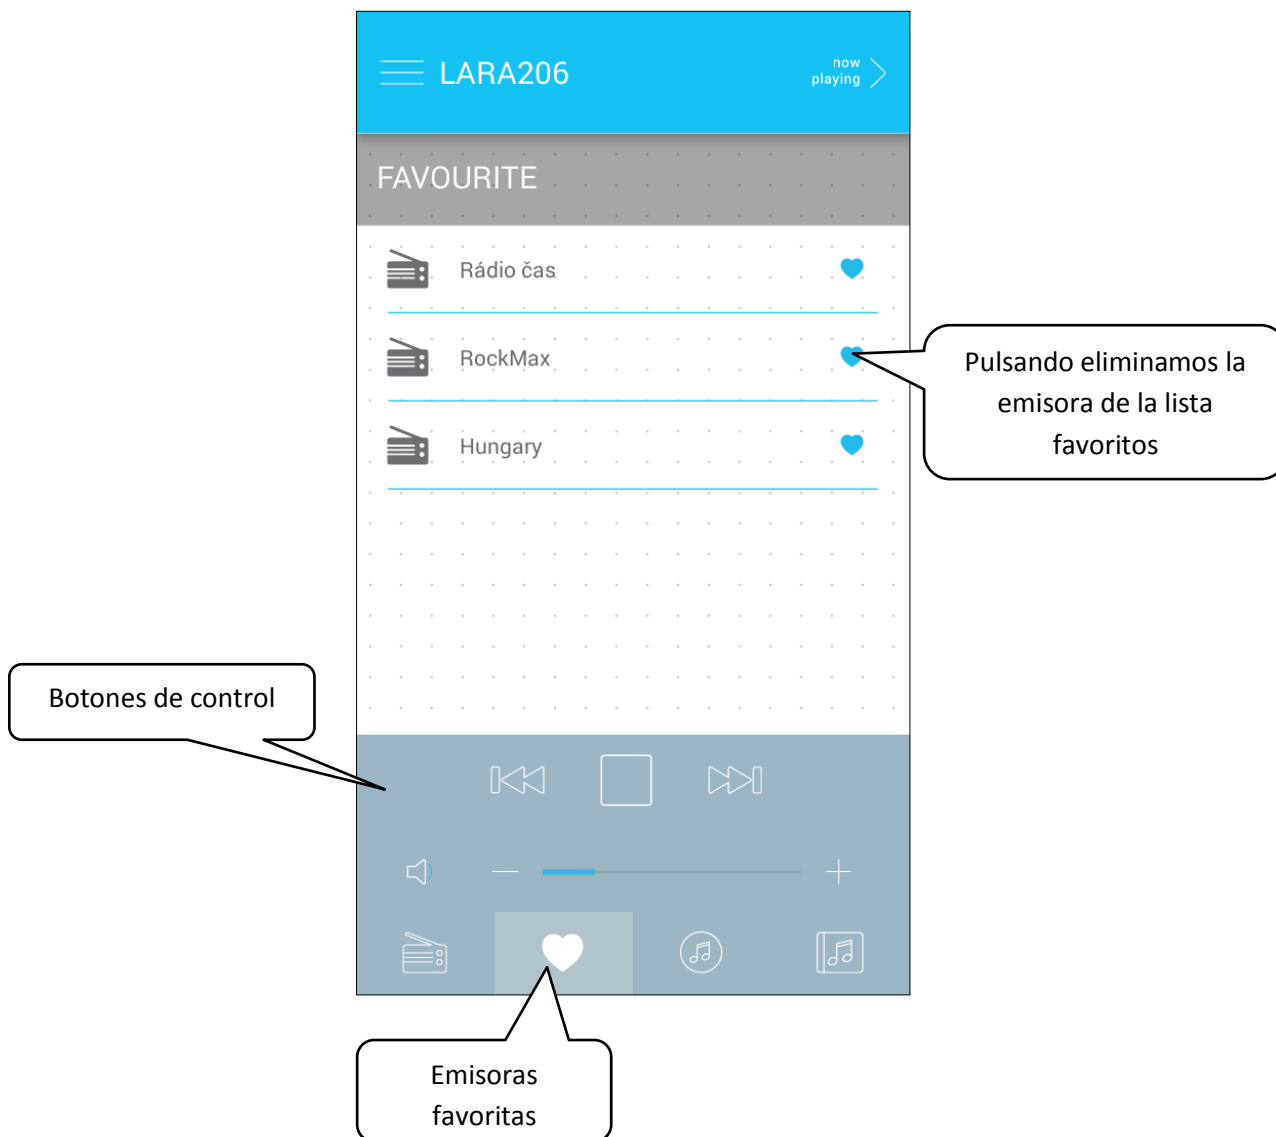 LARA206
now
playing
FAVOURITE
Rádio čas
RockMax
Hungary
Pulsando eliminamos la
emisora de la lista
favoritos
Botones de control
Emisoras
favoritas